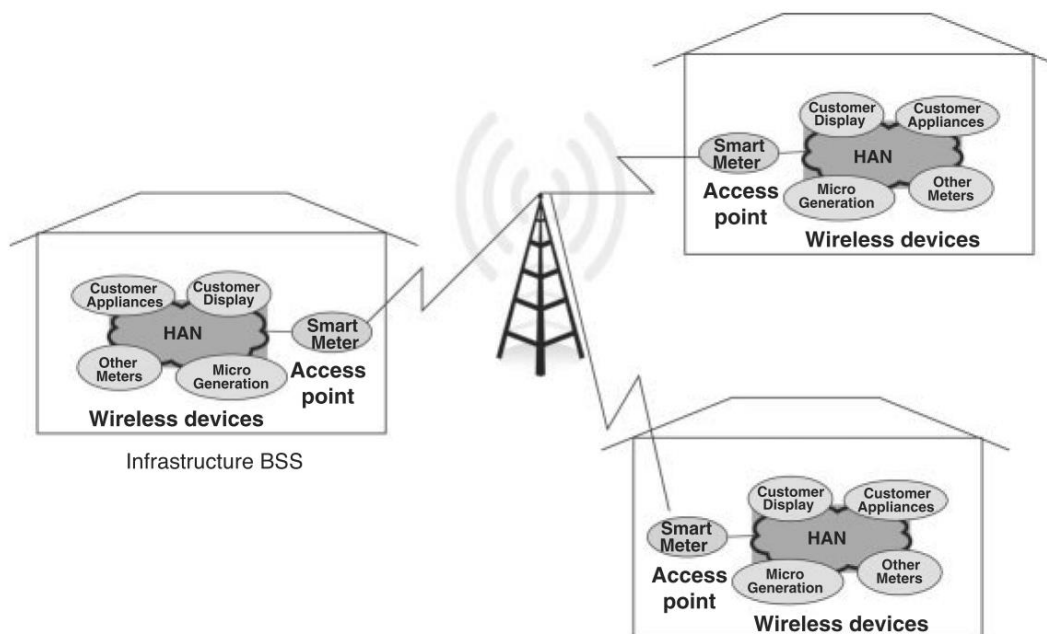 Customer
Display
Customer
Appliances
Smart
Meter
HAN
Access
point
Micro
Generation
Other
Meters
Wireless devices
Customer
Appliances
Customer
Display
HAN
Smart
Meter
Other
Meters
Micro
Generation
Access
point
Wireless devices
Infrastructure BSS
Customer
Display
Customer
Appliances
Smart
Meter
HAN
Access
point
Micro
Generation
Other
Meters
Wireless devices